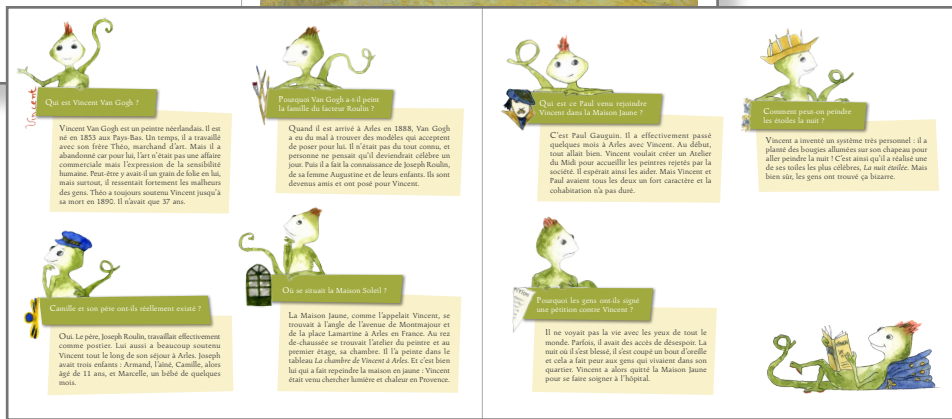 Vincent
Qui est Vincent Van Gogh ?
Vincent Van Gogh est un peintre néerlandais. Il est
né en 1853 aux Pays-Bas. Un temps, il a travaillé
avec son frère Théo, marchand d'art. Mais il a
abandonné car pour lui, l'art n'était pas une affaire
commerciale mais l'expression de la sensibilité
humaine. Peut-être y avait-il un grain de folie en lui,
mais surtout, il ressentait fortement les malheurs
des gens. Théo a toujours soutenu Vincent jusqu'à
sa mort en 1890. Il n'avait que 37 ans.
Pourquoi Van Gogh a-t-il peint
la famille du facteur Roulin ?
Quand il est arrivé à Arles en 1888, Van Gogh
a eu du mal à trouver des modèles qui acceptent
de poser pour lui. Il n'était pas du tout connu, et
personne ne pensait qu'il deviendrait célèbre un
jour. Puis il a fait la connaissance de Joseph Roulin,
de sa femme Augustine et de leurs enfants. Ils sont
devenus amis et ont posé pour Vincent.
Camille et son père ont-ils réellement existé ?
Oui. Le père, Joseph Roulin, travaillait effectivement
comme postier. Lui aussi a beaucoup soutenu
Vincent tout le long de son séjour à Arles. Joseph
avait trois enfants : Armand, l'aîné, Camille, alors
âgé de 11 ans, et Marcelle, un bébé de quelques
mois.
Où se situait la Maison Soleil ?
La Maison Jaune, comme l'appelait Vincent, se
trouvait à l'angle de l'avenue de Montmajour et
de la place Lamartine à Arles en France. Au rez
de-chaussée se trouvait l'atelier du peintre et au
premier étage, sa chambre. Il l'a peinte dans le
tableau La chambre de Vincent à Arles. Et c'est bien
lui qui a fait repeindre la maison en jaune : Vincent
était venu chercher lumière et chaleur en Provence.
Qui est ce Paul venu rejoindre
Vincent dans la Maison Jaune ?
C'est Paul Gauguin. Il a effectivement passé
quelques mois à Arles avec Vincent. Au début,
tout allait bien. Vincent voulait créer un Atelier
du Midi pour accueillir les peintres rejetés par la
société. Il espérait ainsi les aider. Mais Vincent et
Paul avaient tous les deux un fort caractère et la
cohabitation n'a pas duré.
Comment peut-on peindre
les étoiles la nuit ?
Vincent a inventé un système très personnel : il a
planté des bougies allumées sur son chapeau pour
aller peindre la nuit ! C'est ainsi qu'il a réalisé une
de ses toiles les plus célèbres, La nuit étoilée. Mais
bien sûr, les gens ont trouvé ça bizarre.
Pourquoi les gens ont-ils signé
une pétition contre Vincent ?
Il ne voyait pas la vie avec les yeux de tout le
monde. Parfois, il avait des accès de désespoir. La
nuit où il s'est blessé, il s'est coupé un bout d'oreille
et cela a fait peur aux gens qui vivaient dans son
quartier. Vincent a alors quitté la Maison Jaune
pour se faire soigner à l'hôpital.